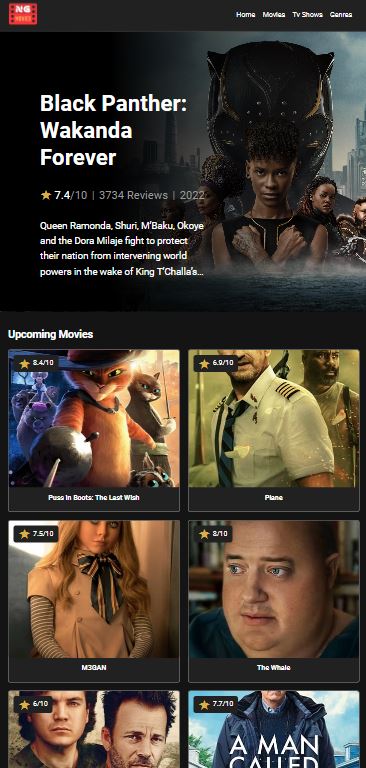 NG
MOVIES
Home Movies Tv Shows Genres
Black Panther:
Wakanda
Forever
7.4/10 | 3734 Reviews | 2022
Queen Ramonda, Shuri, M'Baku, Okoye
and the Dora Milaje fight to protect
their nation from intervening world
powers in the wake of King T'Challa's...
Upcoming Movies
8.4/10
6.9/10
Puss in Boots: The Last Wish
Plane
7.5/10
8/10
M3GAN
The Whale
6/10
7.7/10
A MAN
CALLED